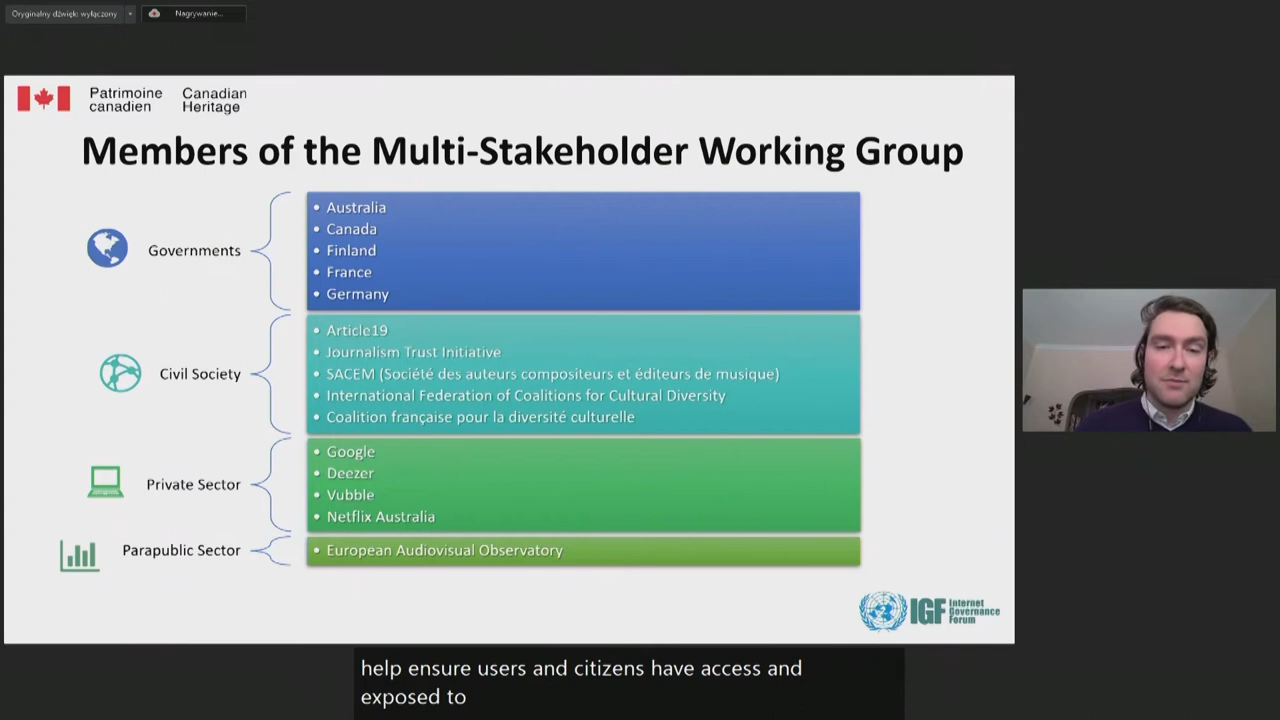 Oryginalny dźwięk: wyłączony
Nagrywanie...
Patrimoine canadien
Canadian Heritage
Members of the Multi-Stakeholder Working Group
Governments
• Australia
• Canada
• Finland
• France
• Germany
Civil Society
• Article19
• Journalism Trust Initiative
• SACEM (Société des auteurs compositeurs et éditeurs de musique)
• International Federation of Coalitions for Cultural Diversity
• Coalition française pour la diversité culturelle
Private Sector
• Google
• Deezer
• Vubble
• Netflix Australia
Parapublic Sector
• European Audiovisual Observatory
IGF Internet Governance Forum
help ensure users and citizens have access and
exposed to